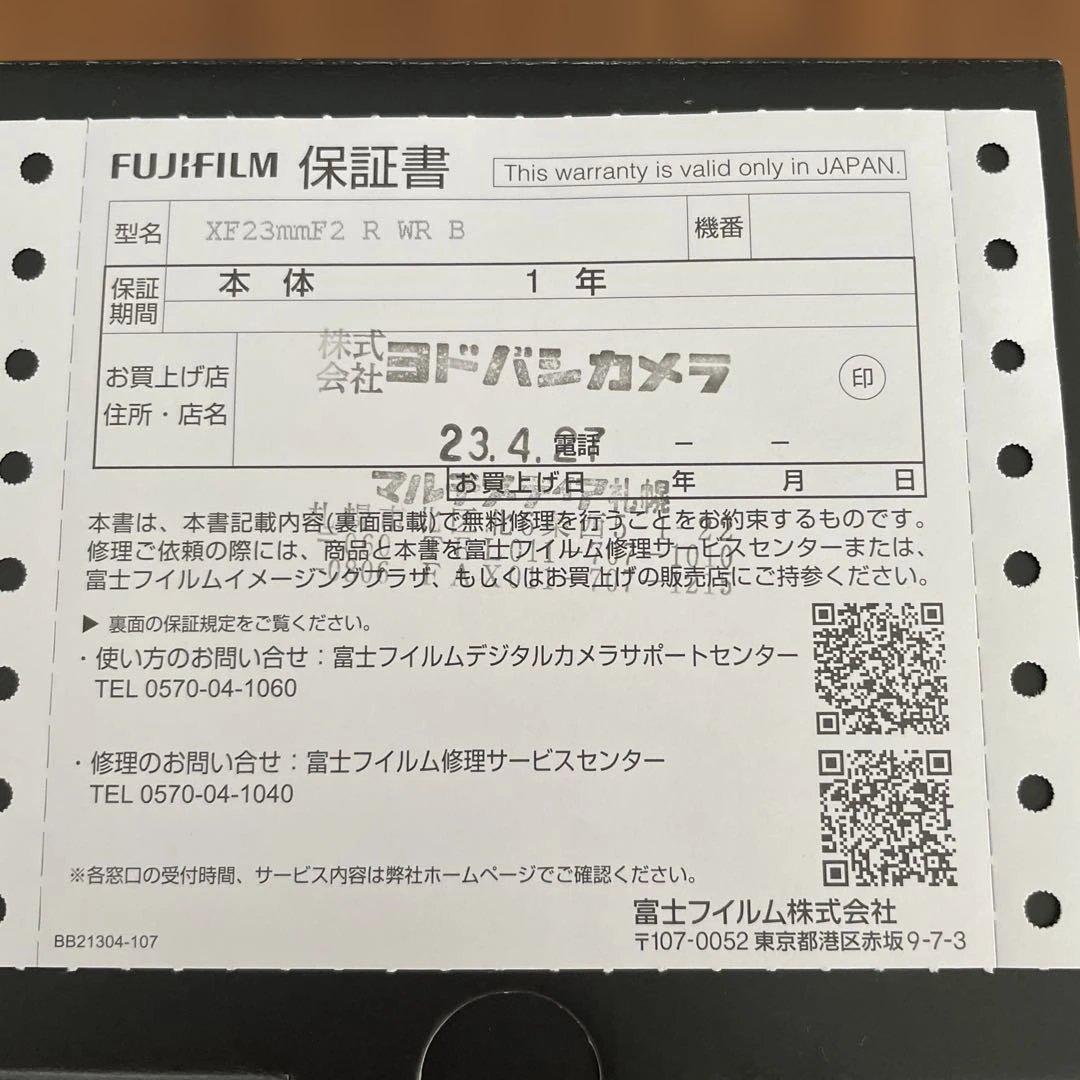 FUJIFILM 保証書 This warranty is valid only in JAPAN.
型名 XF23mmF2 R WR B 機番
保証期間 本体 1年
お買上げ店
住所・店名
株式会社ヨドバシカメラ
印
23.4.27
電話 － －
マルチメディア札幌
お買上げ日 年 月 日
本書は、本書記載内容(裏面記載)で無料修理を行うことをお約束するものです。
修理ご依頼の際には、商品と本書を富士フイルム修理サービスセンターまたは、
富士フイルムイメージングプラザ、もしくはお買上げの販売店にご持参ください。
▶ 裏面の保証規定をご覧ください。
・使い方のお問い合せ：富士フイルムデジタルカメラサポートセンター
TEL 0570-04-1060
・修理のお問い合せ：富士フイルム修理サービスセンター
TEL 0570-04-1040
※各窓口の受付時間、サービス内容は弊社ホームページでご確認ください。
富士フイルム株式会社
BB21304-107
〒107-0052 東京都港区赤坂9-7-3